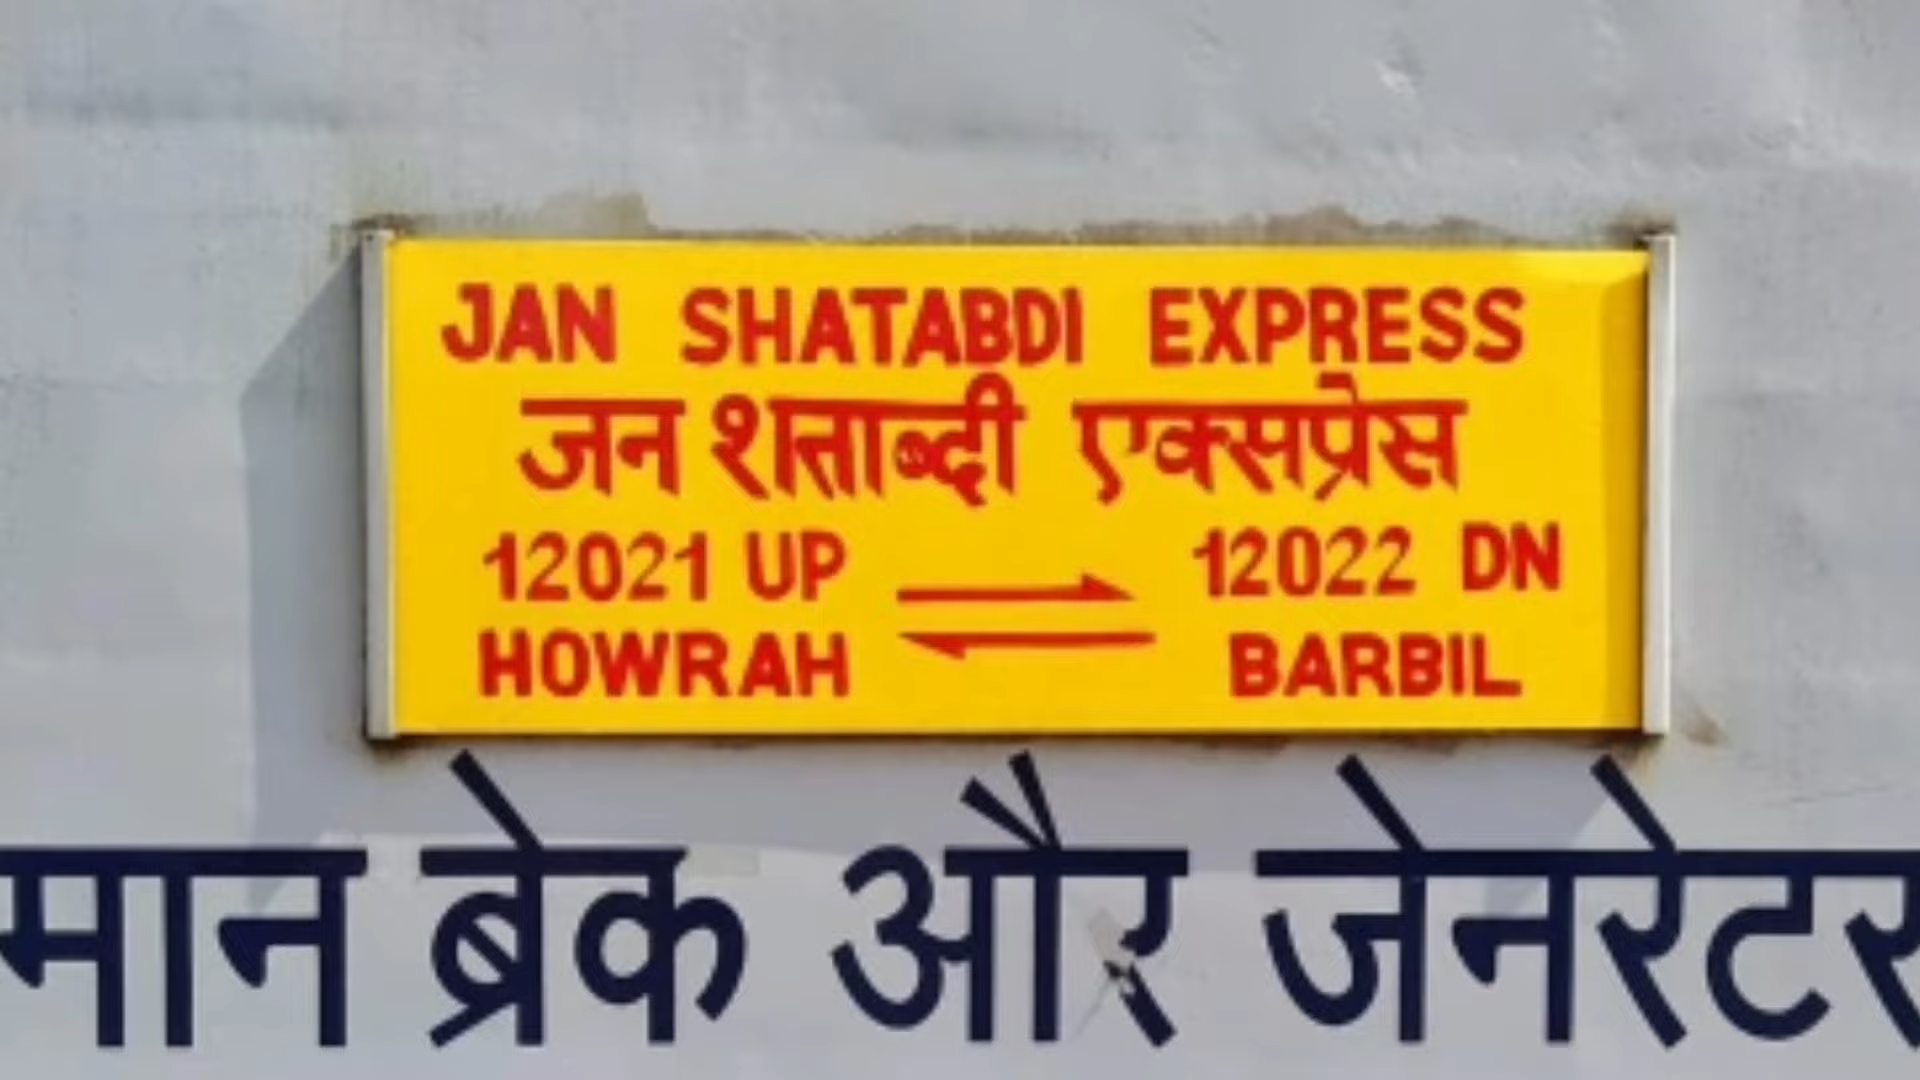 JAN SHATABDI EXPRESS
जन शताब्दी एक्सप्रेस
12021 UP 12022 DN
HOWRAH BARBIL
मान ब्रेक और जेनरेटर